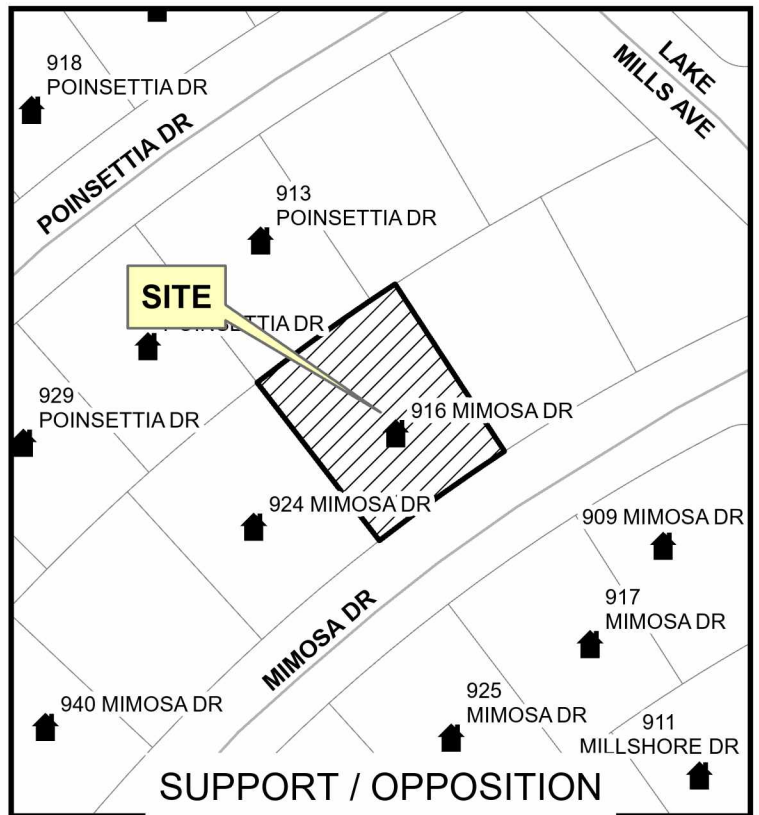 918
POINSETTIA DR
LAKE
MILLS AVE
POINSETTIA DR
913
POINSETTIA DR
SITE
POINSETTIA DR
929
POINSETTIA DR
916 MIMOSA DR
924 MIMOSA DR
909 MIMOSA DR
917
MIMOSA DR
MIMOSA DR
940 MIMOSA DR
925
MIMOSA DR
911
MILLSHORE DR
SUPPORT / OPPOSITION